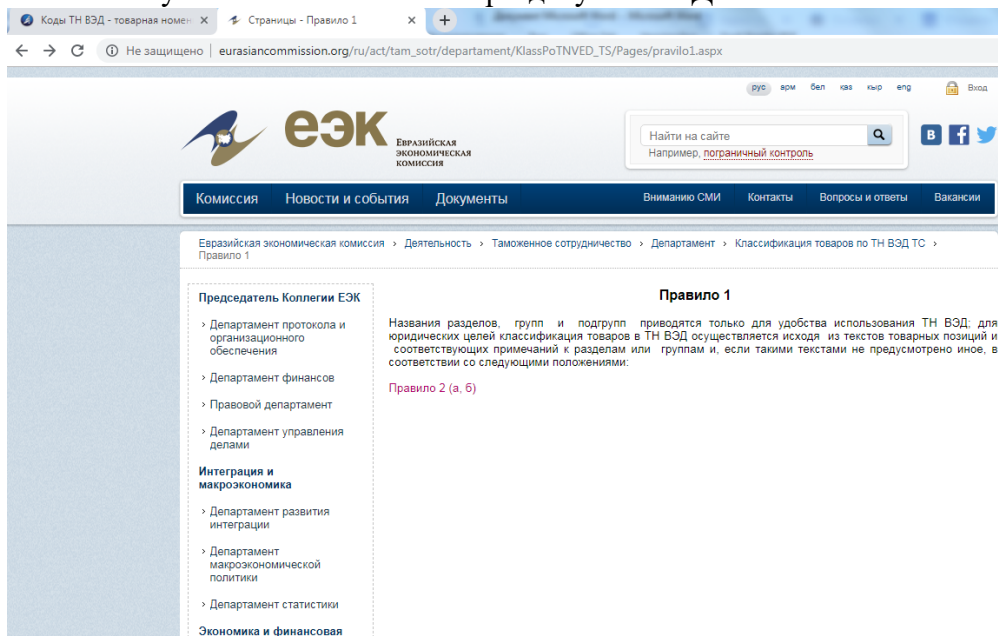 Коды ТН ВЭД - товарная номен
Страницы - Правило 1
Не защищено | eurasiancommission.org/ru/act/tam_sotr/departament/KlassPoTNVED_TS/Pages/pravilo1.aspx
рус арм бел каз кыр eng Вход
еэк
Евразийская
экономическая
комиссия
Найти на сайте
Например, пограничный контроль
Комиссия Новости и события Документы Вниманию СМИ Контакты Вопросы и ответы Вакансии
Евразийская экономическая комиссия › Деятельность › Таможенное сотрудничество › Департамент › Классификация товаров по ТН ВЭД ТС ›
Правило 1
Председатель Коллегии ЕЭК
› Департамент протокола и
организационного
обеспечения
› Департамент финансов
› Правовой департамент
› Департамент управления
делами
Интеграция и
макроэкономика
› Департамент развития
интеграции
› Департамент
макроэкономической
политики
› Департамент статистики
Экономика и финансовая
Правило 1
Названия разделов, групп и подгрупп приводятся только для удобства использования ТН ВЭД; для
юридических целей классификация товаров в ТН ВЭД осуществляется исходя из текстов товарных позиций и
соответствующих примечаний к разделам или группам и, если такими текстами не предусмотрено иное, в
соответствии со следующими положениями:
Правило 2 (а, б)